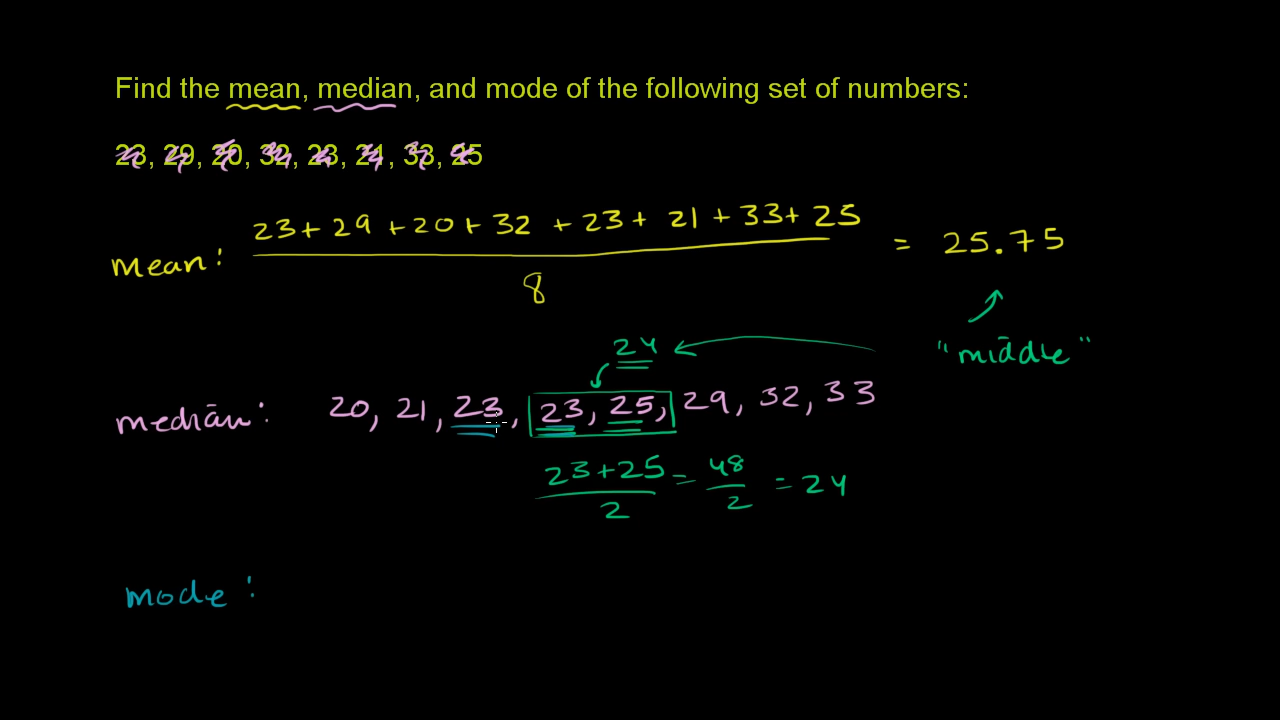 Find the mean, median, and mode of the following set of numbers:
23, 29, 20, 32, 23, 21, 33, 25
mean: 23 + 29 + 20 + 32 + 23 + 21 + 33 + 25 = 25.75
8
24 "middle"
median: 20, 21, 23, 23, 25, 29, 32, 33
23+25 = 48 = 24
2 2
mode: